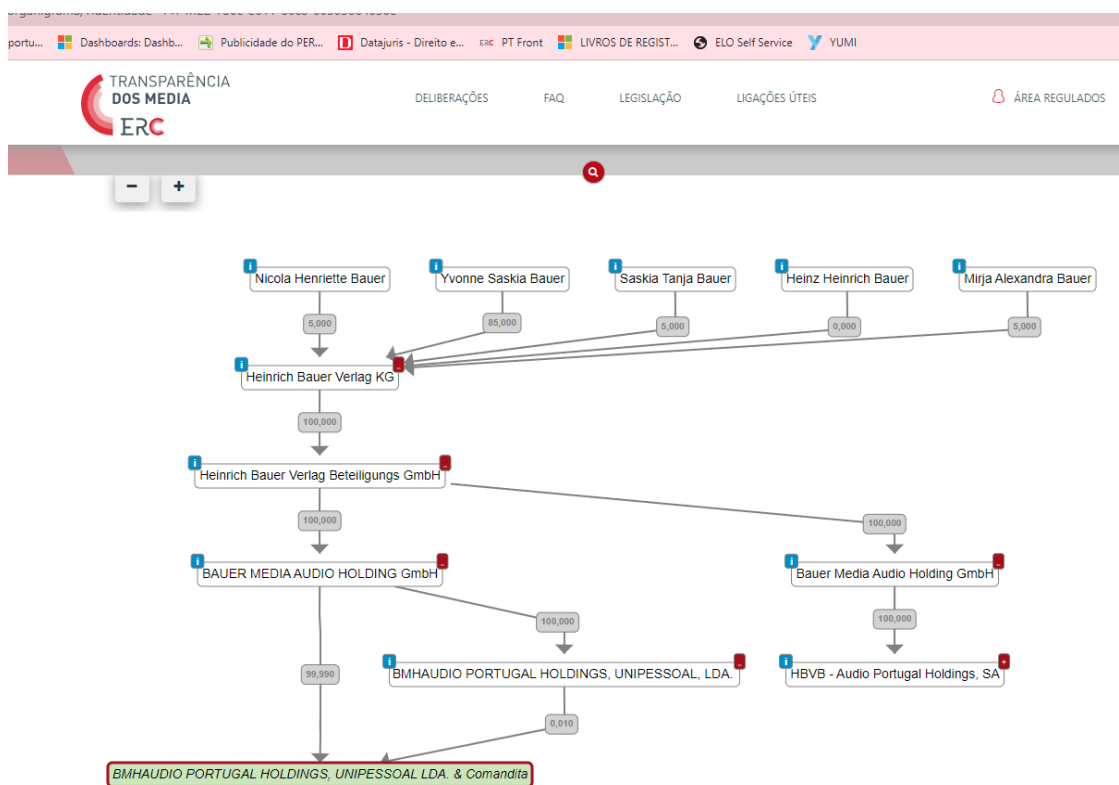 portu... Dashboards: Dashb... Publicidade do PER... Datajuris - Direito e... ERC PT Front LIVROS DE REGIST... ELO Self Service YUMI
TRANSPARÊNCIA
DOS MEDIA
ERC
DELIBERAÇÕES FAQ LEGISLAÇÃO LIGAÇÕES ÚTEIS ÁREA REGULADOS
- +
i i i i i
Nicola Henriette Bauer Yvonne Saskia Bauer Saskia Tanja Bauer Heinz Heinrich Bauer Mirja Alexandra Bauer
5,000 85,000 5,000 0,000 5,000
i -
Heinrich Bauer Verlag KG
100,000
i -
Heinrich Bauer Verlag Beteiligungs GmbH
100,000 100,000
i - i -
BAUER MEDIA AUDIO HOLDING GmbH Bauer Media Audio Holding GmbH
100,000 100,000
i - i +
99,990 BMHAUDIO PORTUGAL HOLDINGS, UNIPESSOAL, LDA. HBVB - Audio Portugal Holdings, SA
0,010
BMHAUDIO PORTUGAL HOLDINGS, UNIPESSOAL LDA. & Comandita